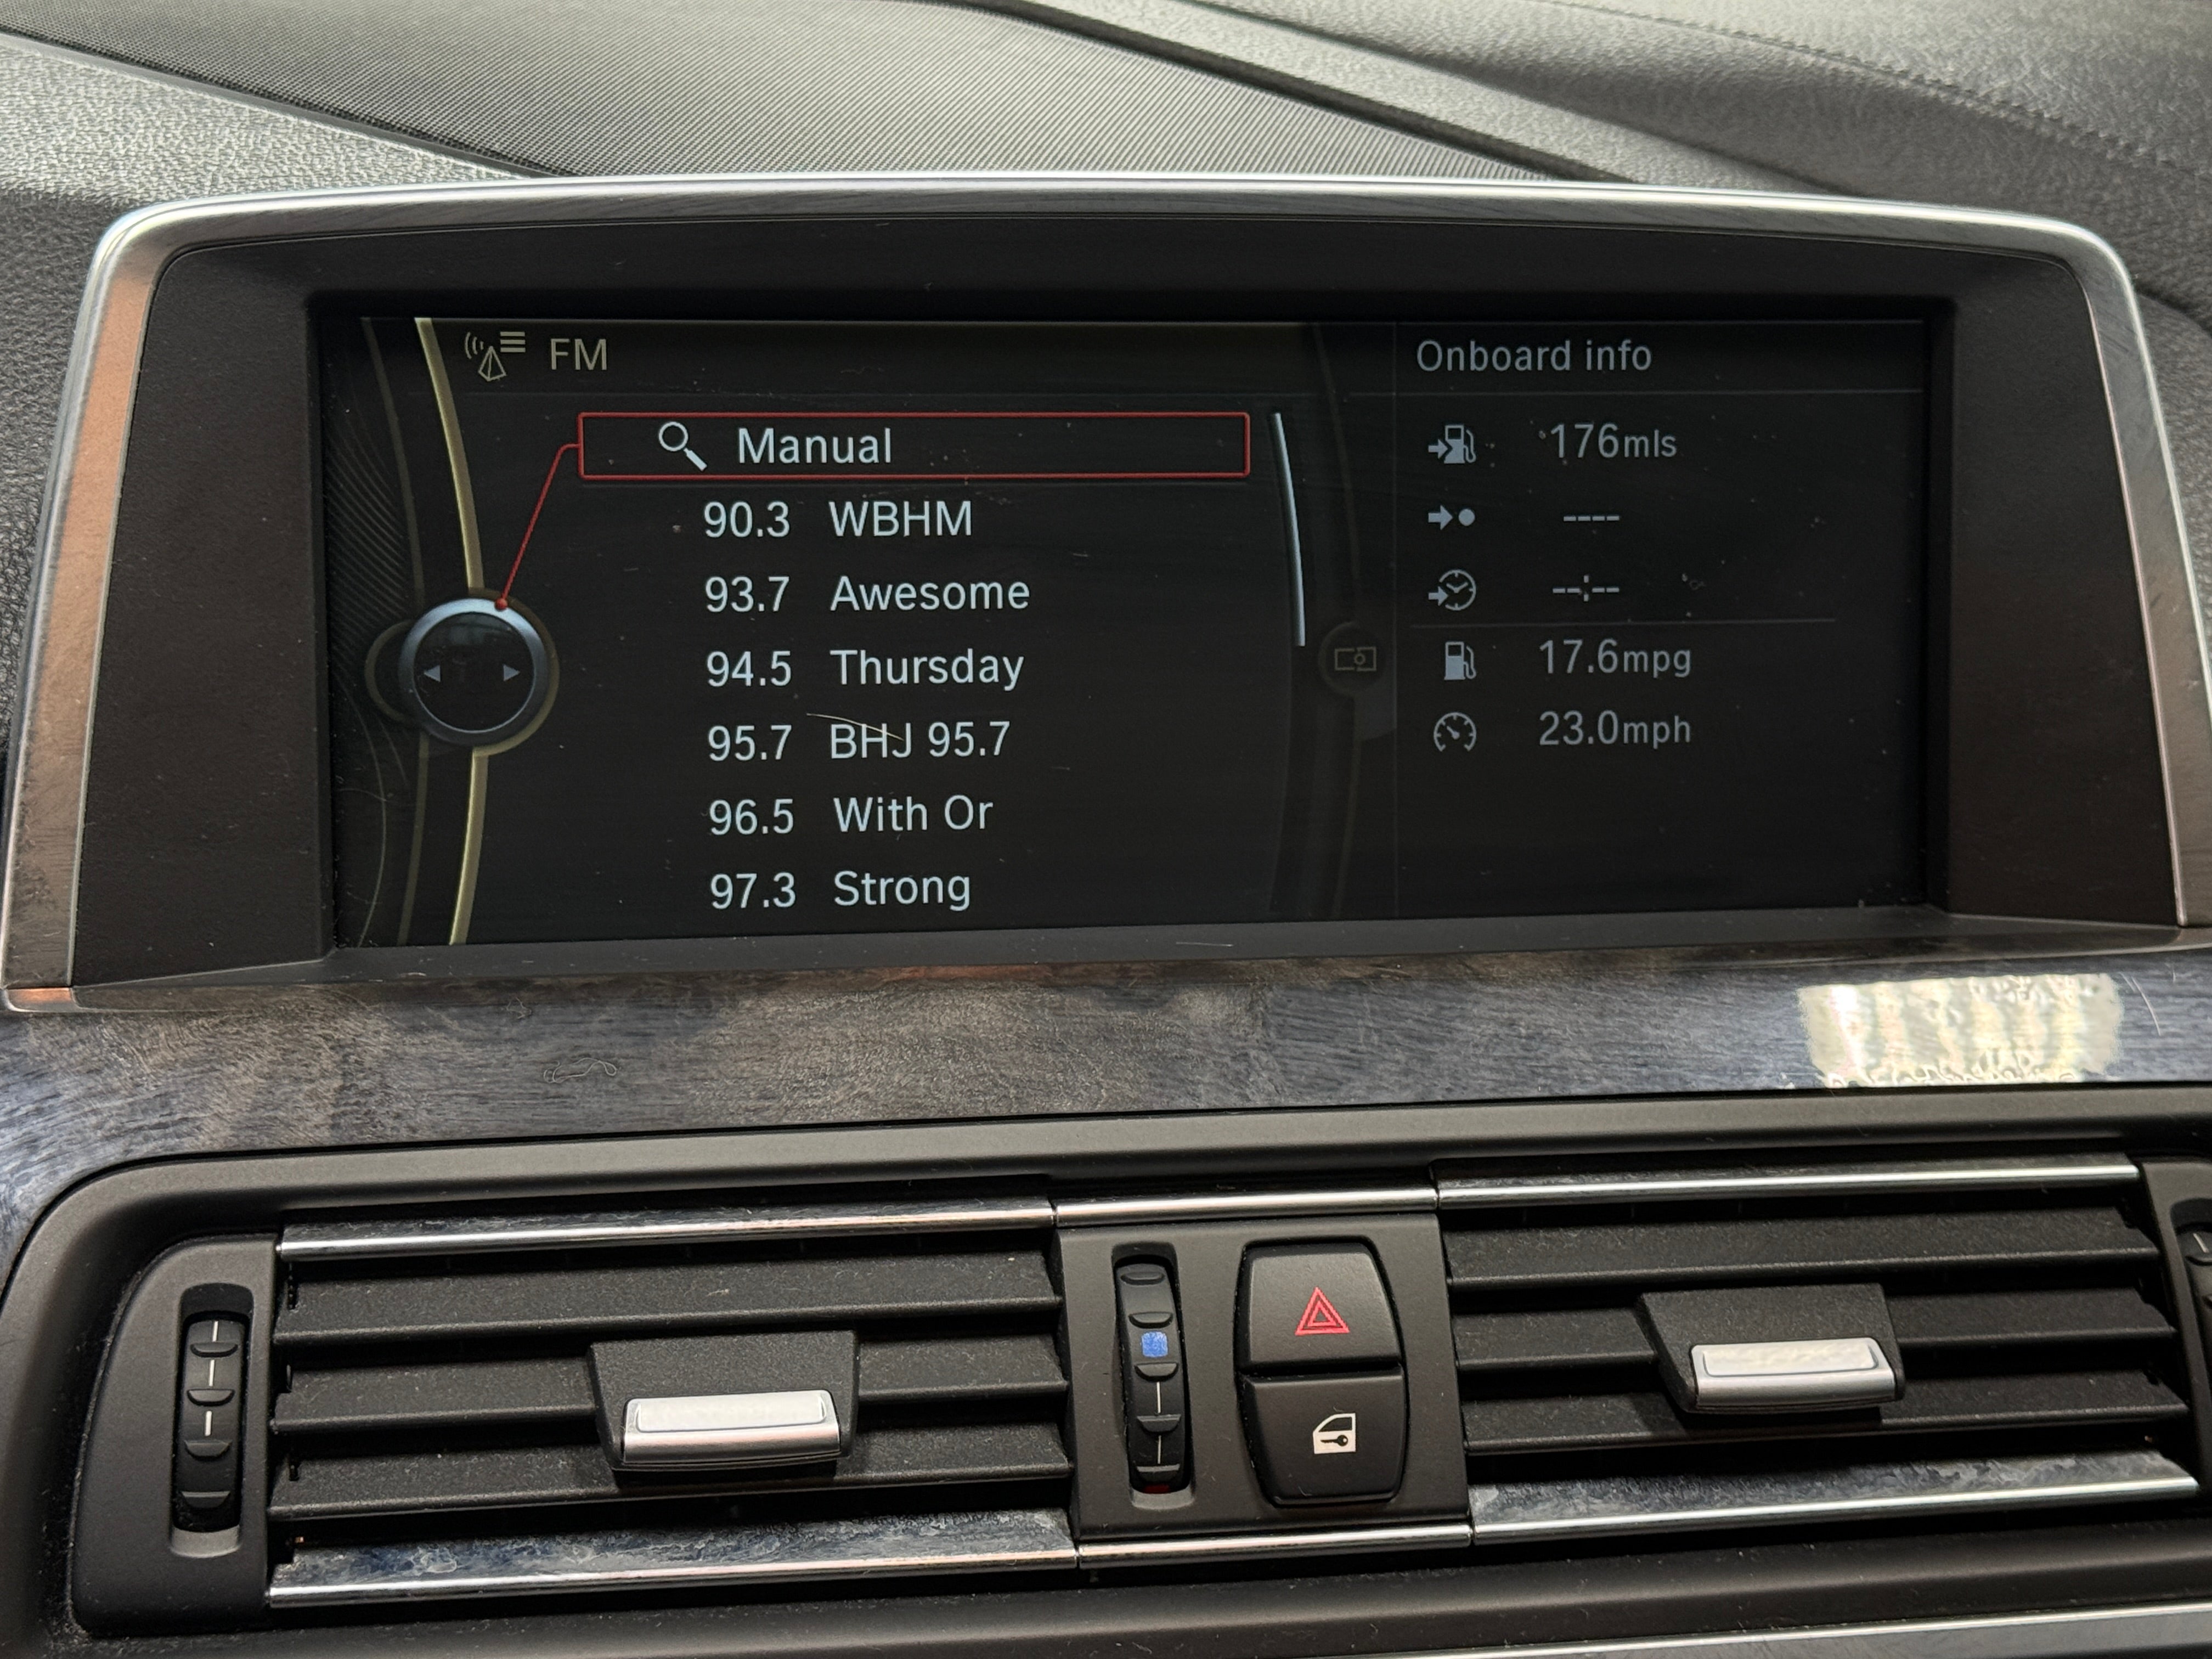 FM
Manual
90.3 WBHM
93.7 Awesome
94.5 Thursday
95.7 BHJ 95.7
96.5 With Or
97.3 Strong
Onboard info
176mls
----
--:--
17.6mpg
23.0mph